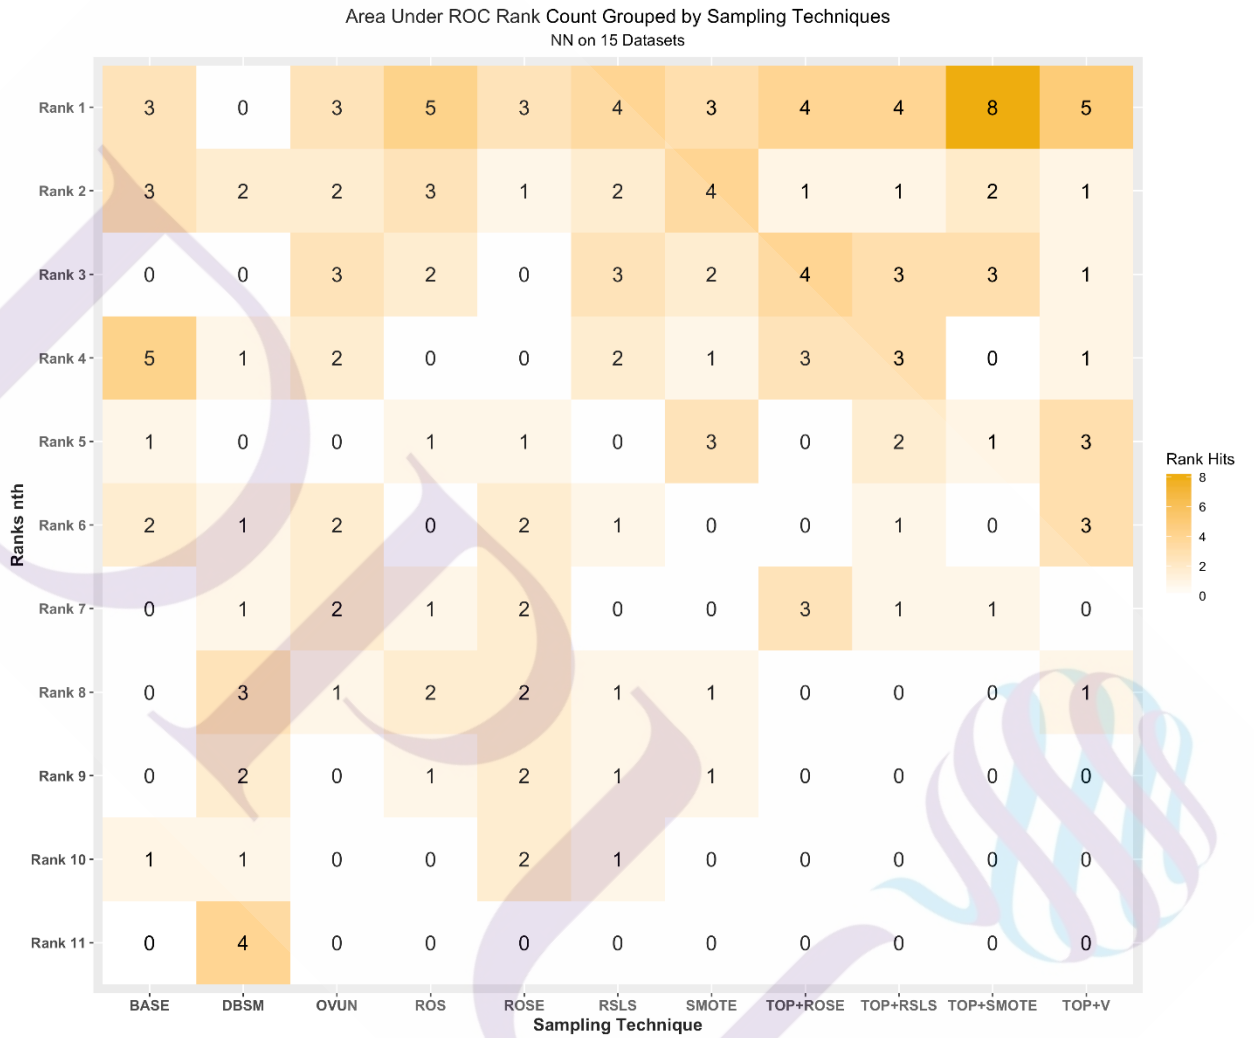 Area Under ROC Rank Count Grouped by Sampling Techniques
NN on 15 Datasets
Rank 1 3 0 3 5 3 4 3 4 4 8 5
Rank 2 3 2 2 3 1 2 4 1 1 2 1
Rank 3 0 0 3 2 0 3 2 4 3 3 1
Rank 4 5 1 2 0 0 2 1 3 3 0 1
Rank 5 1 0 0 1 1 0 3 0 2 1 3
Rank 6 2 1 2 0 2 1 0 0 1 0 3
Rank 7 0 1 2 1 2 0 0 3 1 1 0
Rank 8 0 3 1 2 2 1 1 0 0 0 1
Rank 9 0 2 0 1 2 1 1 0 0 0 0
Rank 10 1 1 0 0 2 1 0 0 0 0 0
Rank 11 0 4 0 0 0 0 0 0 0 0 0
BASE DBSM OVUN ROS ROSE RSLS SMOTE TOP+ROSE TOP+RSLS TOP+SMOTE TOP+V
Sampling Technique
Ranks nth
Rank Hits
8
6
4
2
0